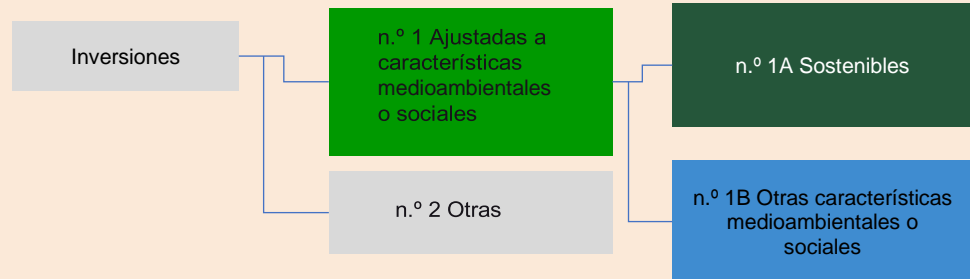 Inversiones
n.º 1 Ajustadas a
características
medioambientales
o sociales
n.º 2 Otras
n.º 1A Sostenibles
n.º 1B Otras características
medioambientales o
sociales